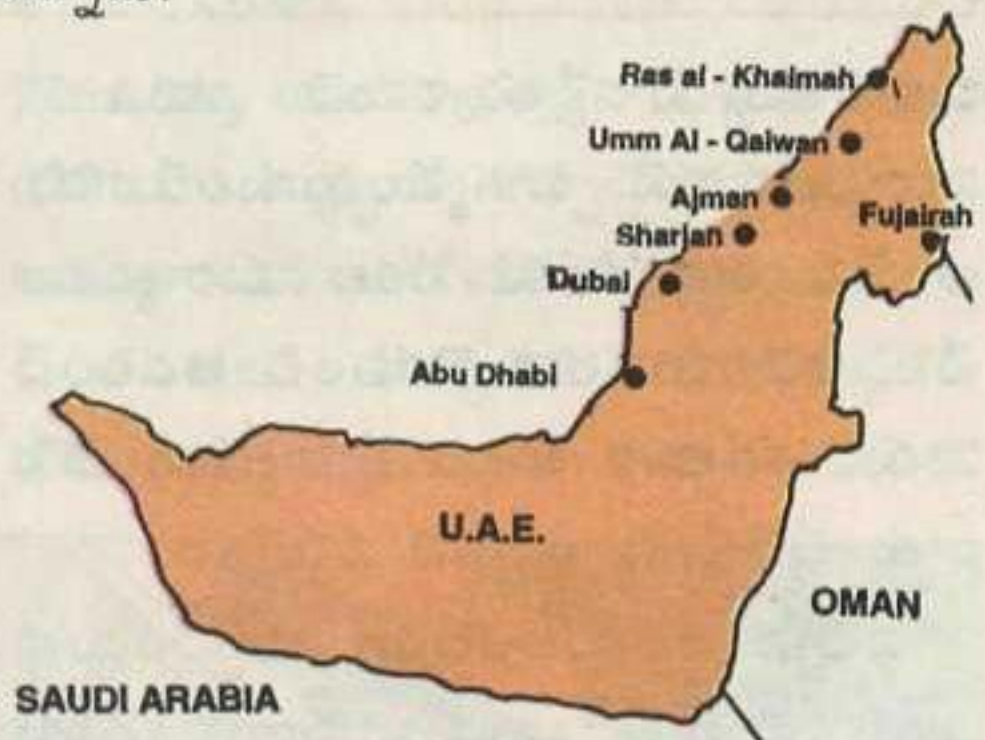 Ras al - Khaimah
Umm Al - Qaiwan
Ajman
Fujairah
Sharjan
Dubai
Abu Dhabi
U.A.E.
OMAN
SAUDI ARABIA